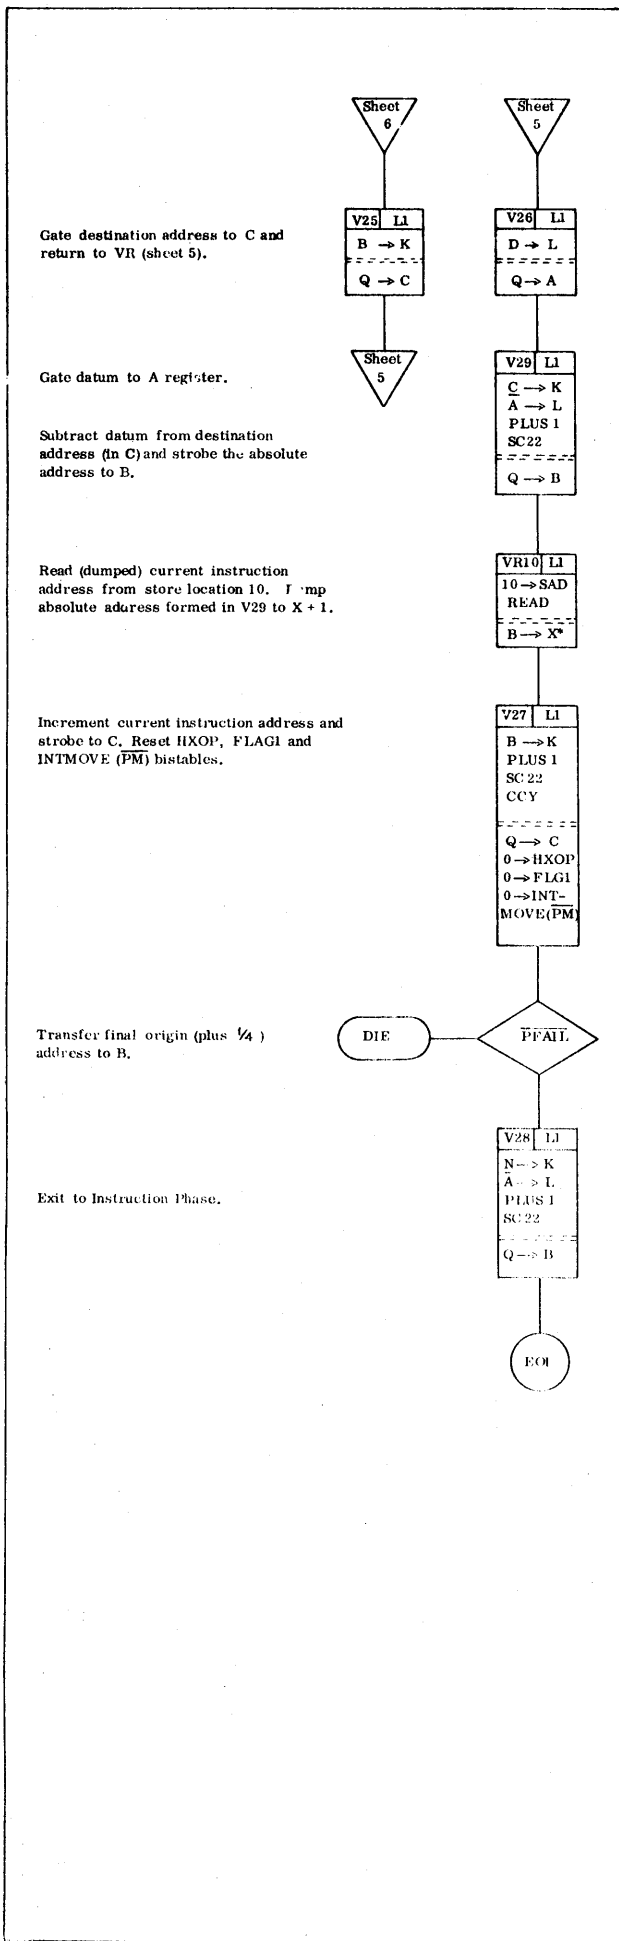 Sheet
6
Sheet
5
Gate destination address to C and
return to VR (sheet 5).
V25 L1
B → K
Q → C
V26 L1
D → L
Q → A
Sheet
5
Gate datum to A register.
Subtract datum from destination
address (in C) and strobe the absolute
address to B.
V29 L1
C → K
A̅ → L
PLUS 1
SC22
Q → B
Read (dumped) current instruction
address from store location 10.
absolute address formed in V29 to X + 1.
VR10 L1
10 → SAD
READ
B → X*
Increment current instruction address and
strobe to C. Reset HXOP, FLAG1 and
INTMOVE (P̅M̅) bistables.
V27 L1
B → K
PLUS 1
SC 22
CCY
Q → C
0 → HXOP
0 → FLG1
0 → INT-
MOVE(P̅M̅)
Transfer final origin (plus ¼ )
address to B.
DIE
P̅F̅A̅I̅L̅
Exit to Instruction Phase.
V28 L1
N --> K
A̅ --> L
PLUS 1
SC 22
Q --> B
EOI